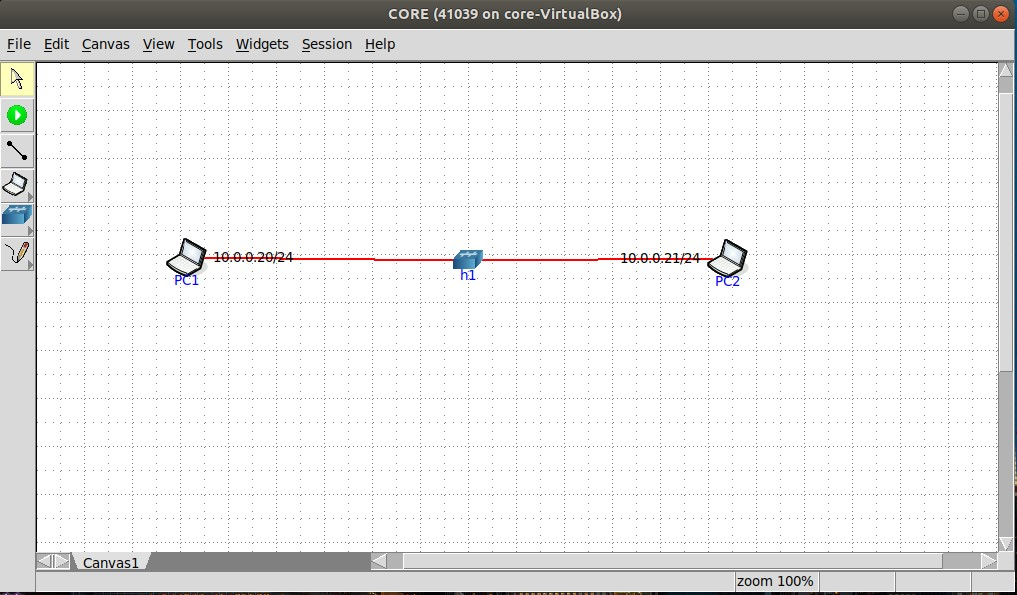 CORE (41039 on core-VirtualBox)
File Edit Canvas View Tools Widgets Session Help
10.0.0.20/24
10.0.0.21/24
PC1
h1
PC2
Canvas1
zoom 100%